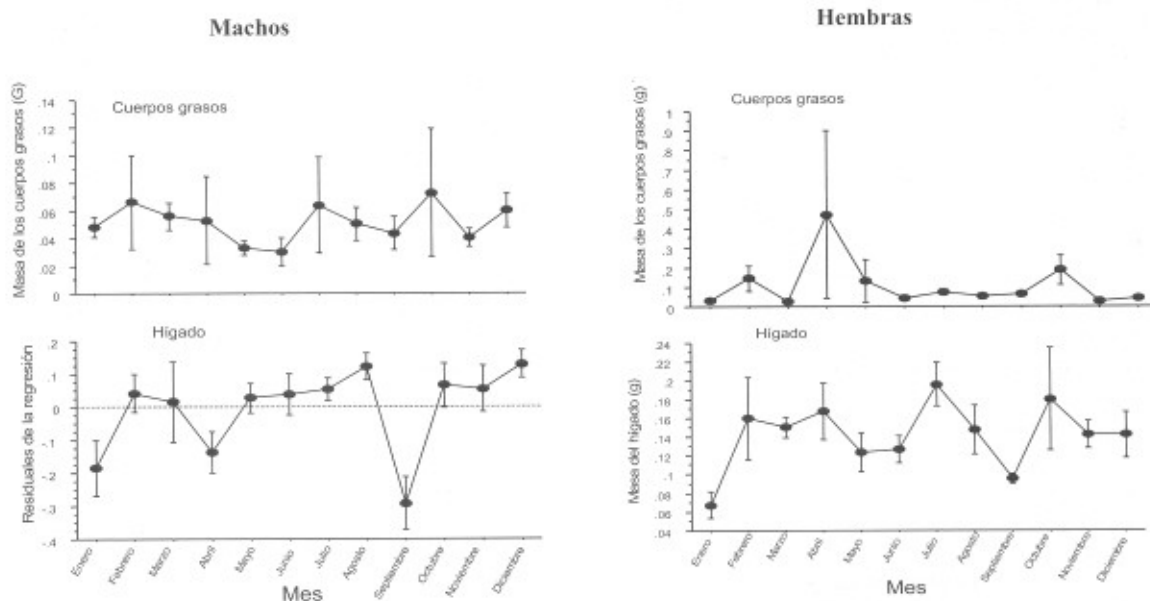 Machos
Hembras
Masa de los cuerpos grasos (G)
Cuerpos grasos
.14
.12
.1
.08
.06
.04
.02
0
Masa de los cuerpos grasos (g)
Cuerpos grasos
1
.9
.8
.7
.6
.5
.4
.3
.2
.1
0
Residuales de la regresión
Hígado
.2
.1
0
-.1
-.2
-.3
-.4
Enero
Febrero
Marzo
Abril
Mayo
Junio
Julio
Agosto
Septiembre
Octubre
Noviembre
Diciembre
Mes
Masa del hígado (g)
Hígado
.24
.22
.2
.18
.16
.14
.12
.10
.08
.06
.04
Enero
Febrero
Marzo
Abril
Mayo
Junio
Julio
Agosto
Septiembre
Octubre
Noviembre
Diciembre
Mes